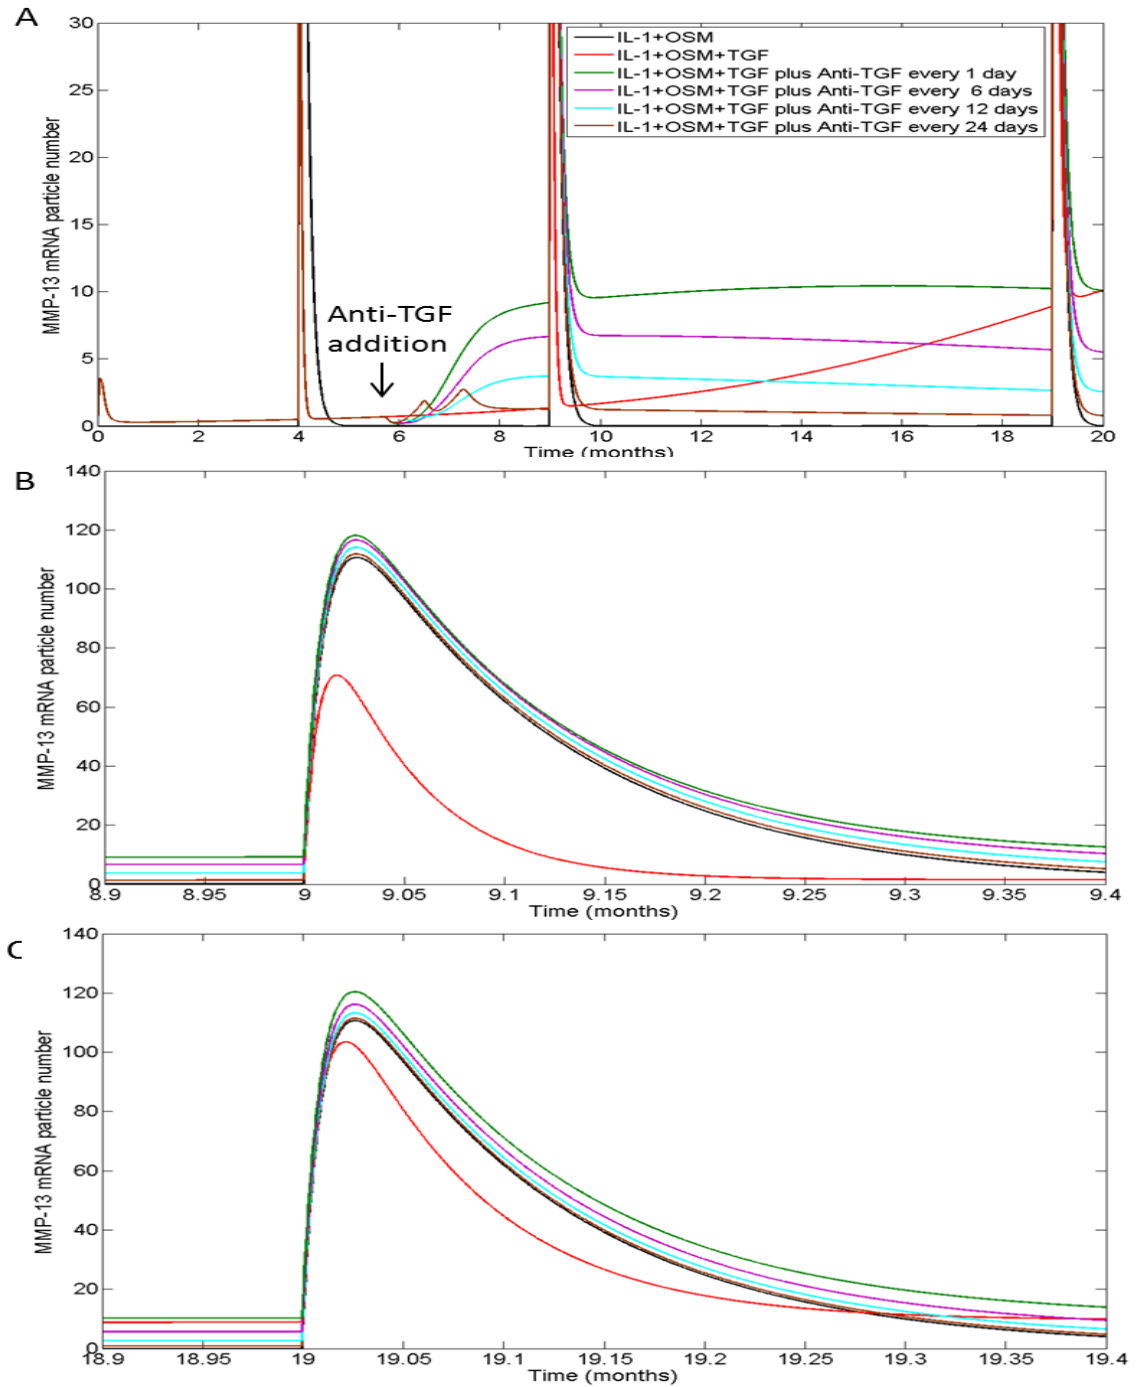 A
MMP-13 mRNA particle number
30
25
20
15
10
5
0
IL-1+OSM
IL-1+OSM+TGF
IL-1+OSM+TGF plus Anti-TGF every 1 day
IL-1+OSM+TGF plus Anti-TGF every 6 days
IL-1+OSM+TGF plus Anti-TGF every 12 days
IL-1+OSM+TGF plus Anti-TGF every 24 days
Anti-TGF
addition
0 2 4 6 8 10 12 14 16 18 20
Time (months)
B
MMP-13 mRNA particle number
140
120
100
80
60
40
20
0
8.9 8.95 9 9.05 9.1 9.15 9.2 9.25 9.3 9.35 9.4
Time (months)
C
MMP-13 mRNA particle number
140
120
100
80
60
40
20
0
18.9 18.95 19 19.05 19.1 19.15 19.2 19.25 19.3 19.35 19.4
Time (months)